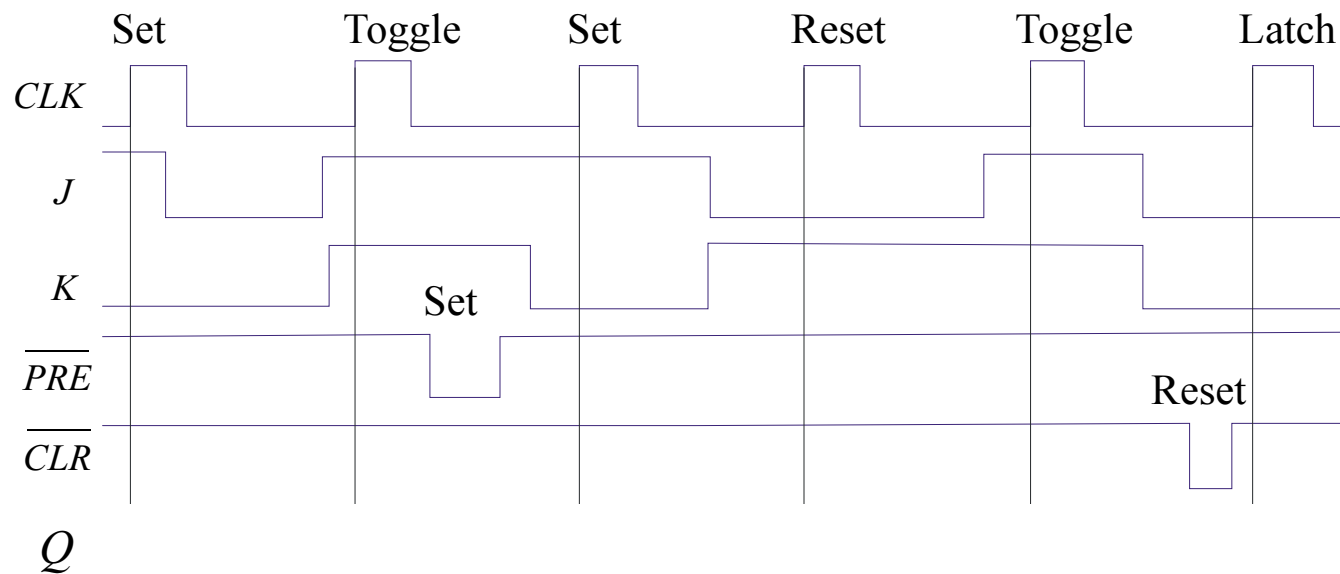 Set Toggle Set Reset Toggle Latch
CLK
J
K
Set
PRE
Reset
CLR
Q